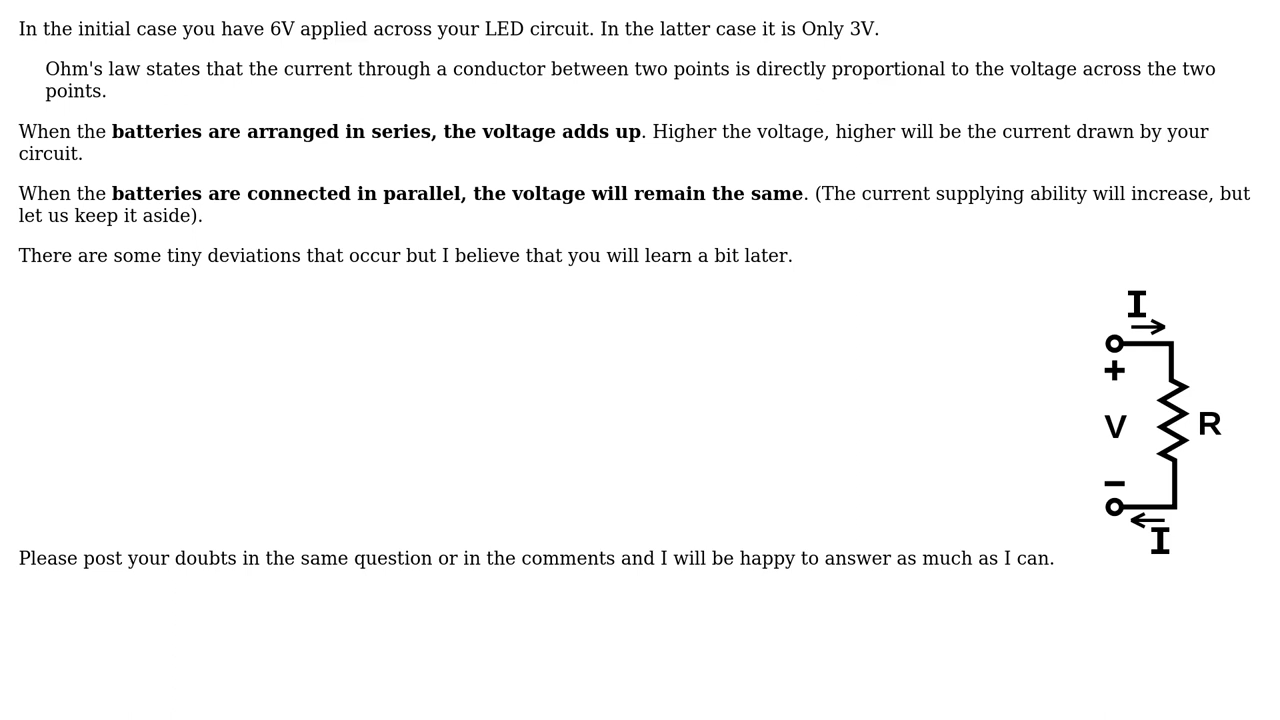 In the initial case you have 6V applied across your LED circuit. In the latter case it is Only 3V.
Ohm's law states that the current through a conductor between two points is directly proportional to the voltage across the two
points.
When the batteries are arranged in series, the voltage adds up. Higher the voltage, higher will be the current drawn by your
circuit.
When the batteries are connected in parallel, the voltage will remain the same. (The current supplying ability will increase, but
let us keep it aside).
There are some tiny deviations that occur but I believe that you will learn a bit later.
I
+
V
R
−
I
Please post your doubts in the same question or in the comments and I will be happy to answer as much as I can.